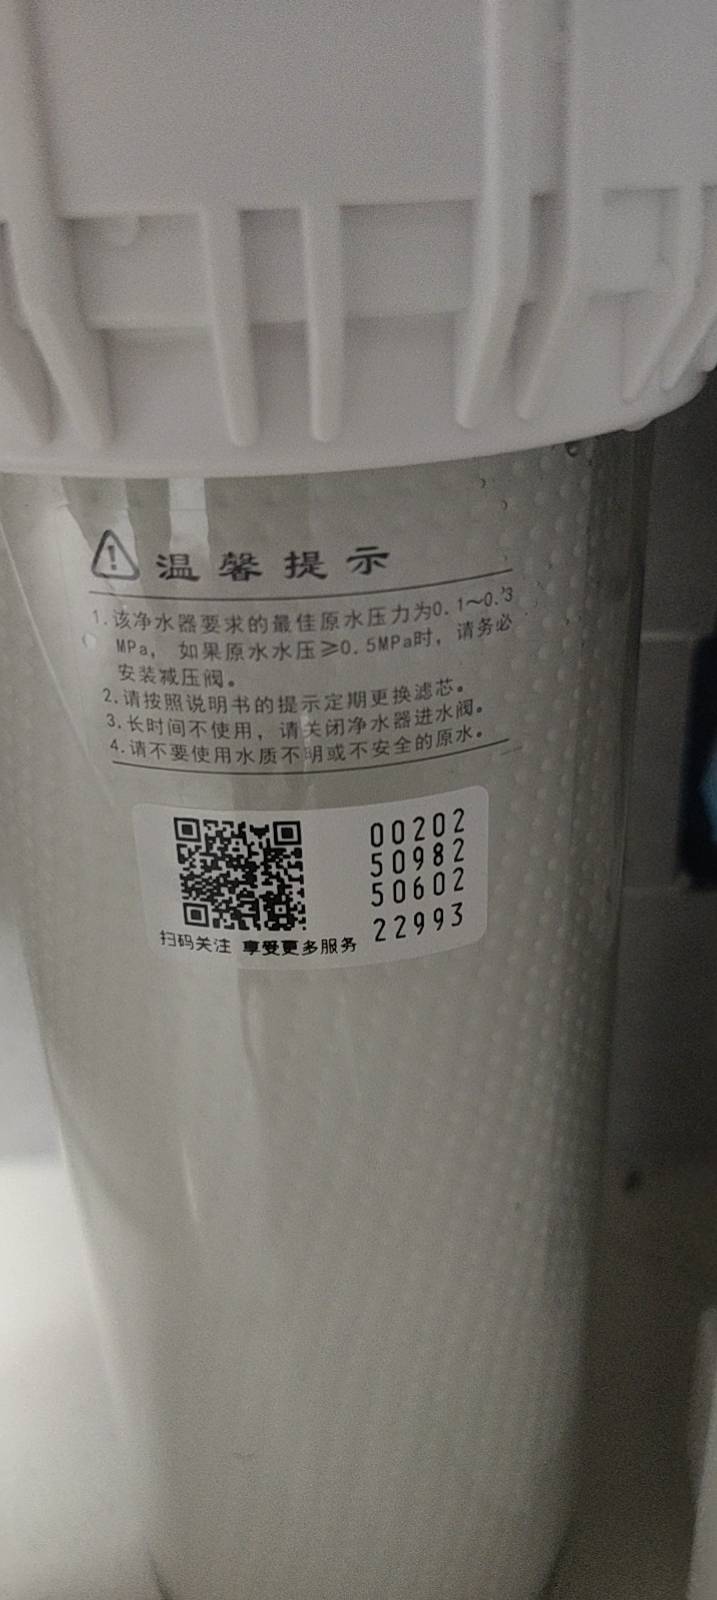 温馨提示
1.该净水器要求的最佳原水压力为0.1～0.3
MPa，如果原水水压≥0.5MPa时，请务必
安装减压阀。
2.请按照说明书的提示定期更换滤芯。
3.长时间不使用，请关闭净水器进水阀。
4.请不要使用水质不明或不安全的原水。
00202
50982
50602
22993
扫码关注 享受更多服务